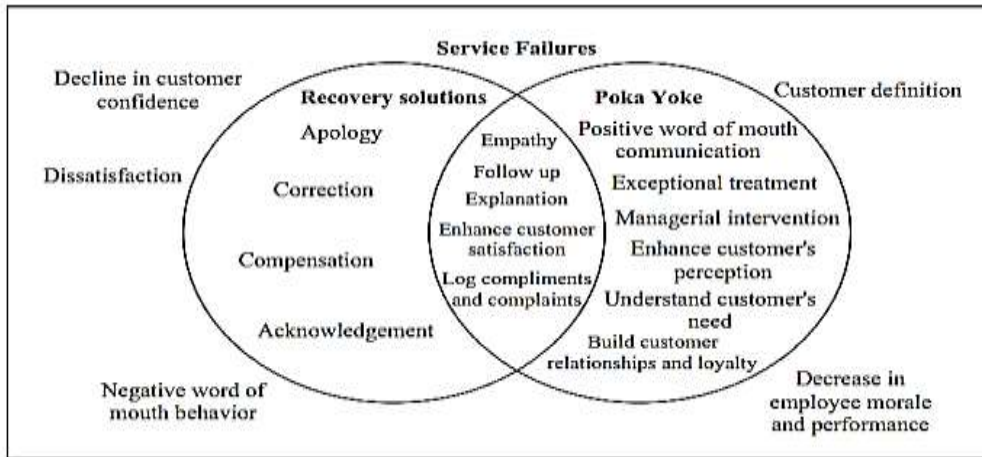 Service Failures
Decline in customer
confidence
Dissatisfaction
Negative word of
mouth behavior
Recovery solutions
Apology
Correction
Compensation
Acknowledgement
Empathy
Follow up
Explanation
Enhance customer
satisfaction
Log compliments
and complaints
Poka Yoke
Positive word of mouth
communication
Exceptional treatment
Managerial intervention
Enhance customer's
perception
Understand customer's
need
Build customer
relationships and loyalty
Customer definition
Decrease in
employee morale
and performance